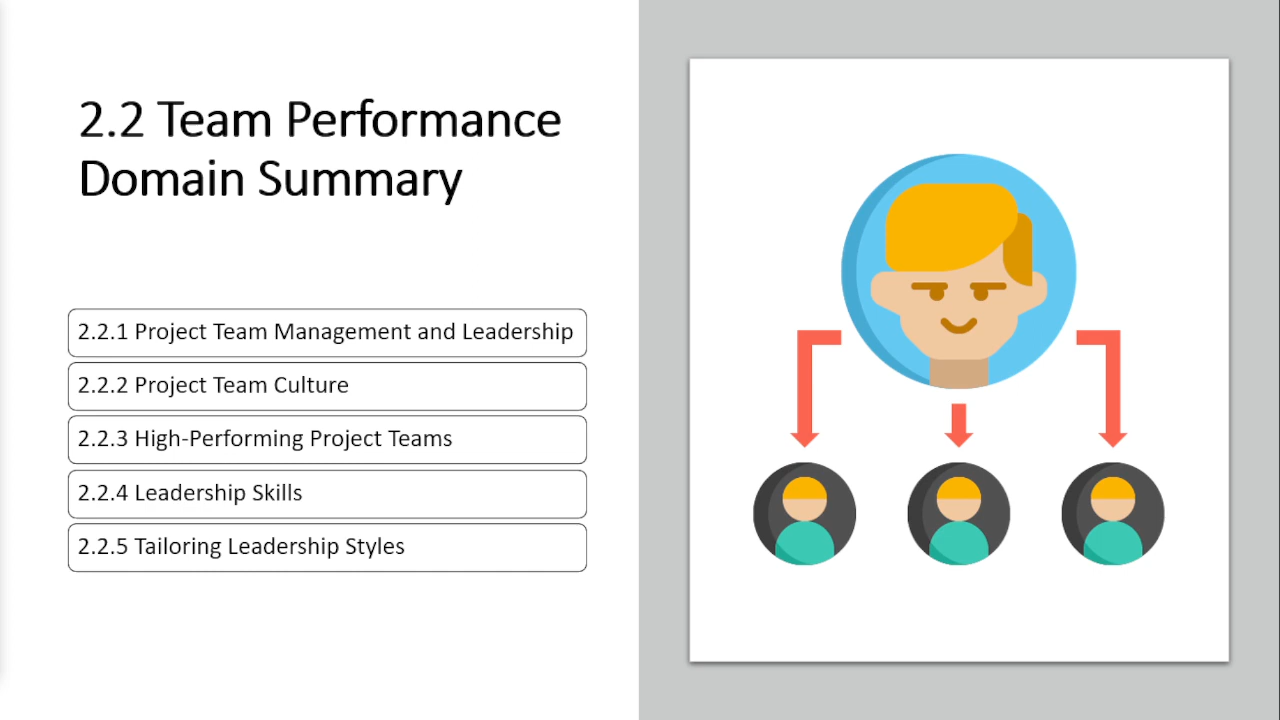 2.2 Team Performance
Domain Summary
2.2.1 Project Team Management and Leadership
2.2.2 Project Team Culture
2.2.3 High-Performing Project Teams
2.2.4 Leadership Skills
2.2.5 Tailoring Leadership Styles